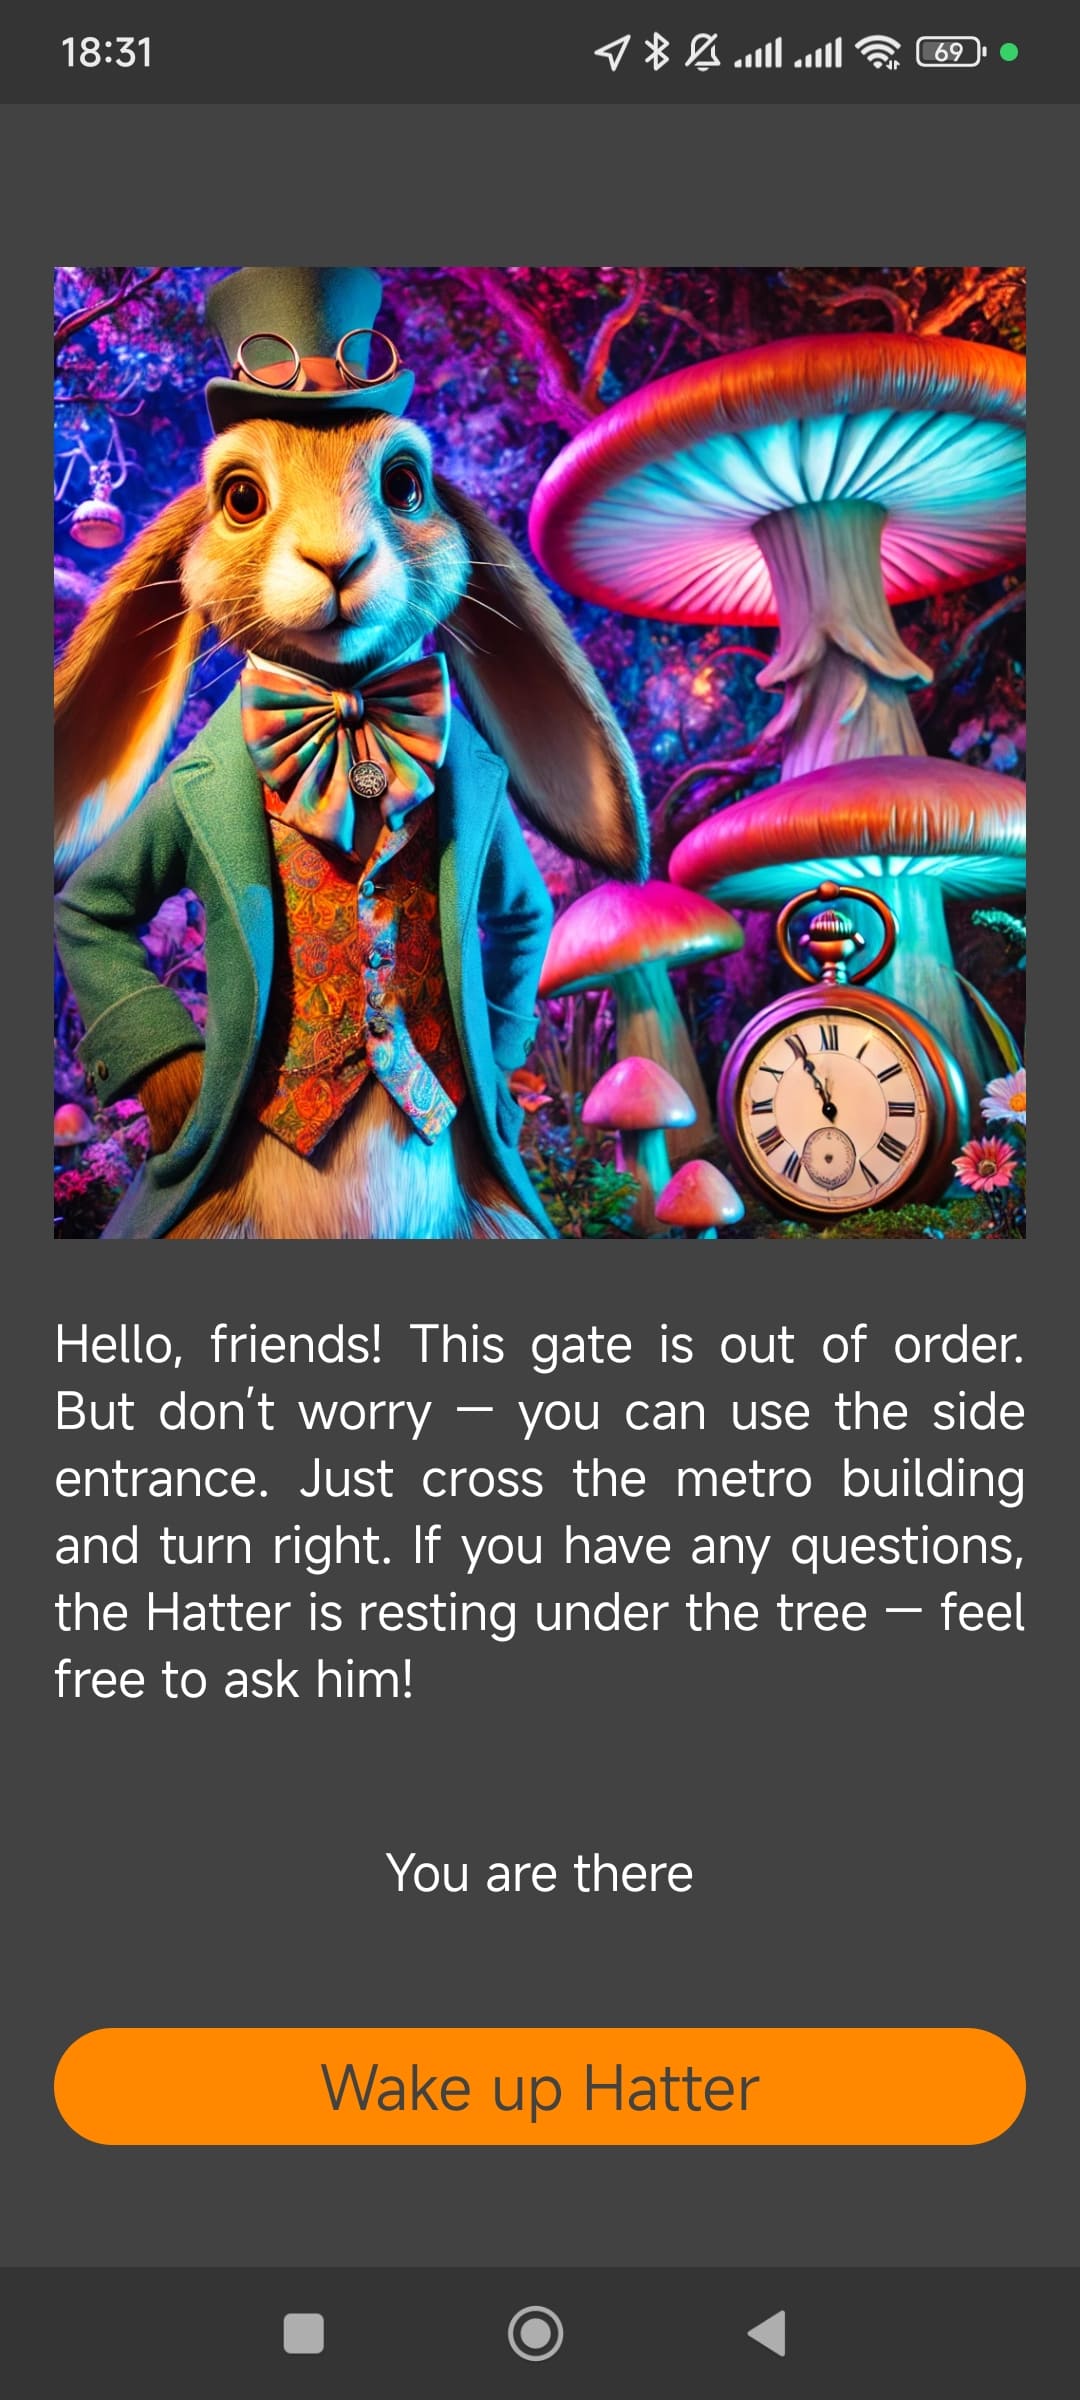 18:31
69
Hello, friends! This gate is out of order.
But don't worry — you can use the side
entrance. Just cross the metro building
and turn right. If you have any questions,
the Hatter is resting under the tree — feel
free to ask him!
You are there
Wake up Hatter